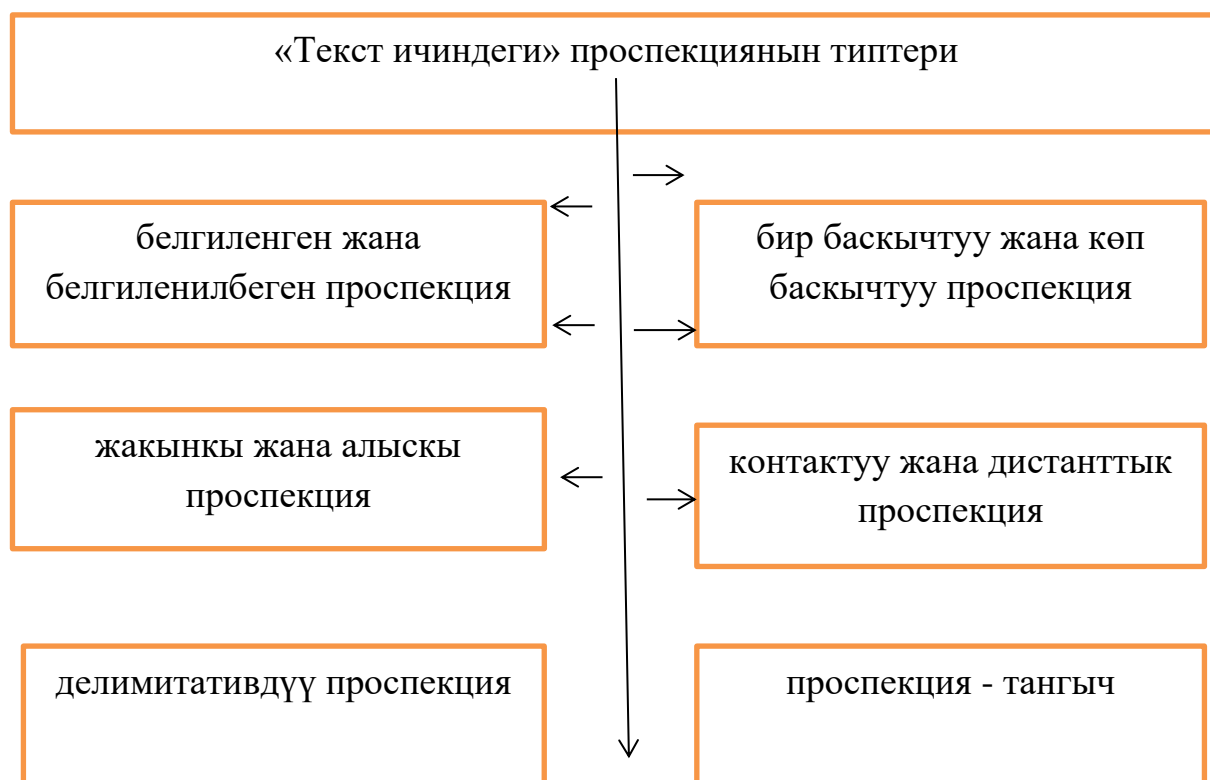 «Текст ичиндеги» проспекциянын типтери
белгиленген жана
белгиленилбеген проспекция
бир баскычтуу жана көп
баскычтуу проспекция
жакынкы жана алыскы
проспекция
контактуу жана дистанттык
проспекция
делимитативдүү проспекция
проспекция - тангыч